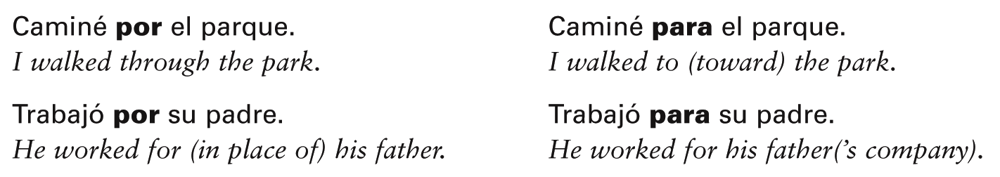 Caminé por el parque.
I walked through the park.
Trabajó por su padre.
He worked for (in place of) his father.
Caminé para el parque.
I walked to (toward) the park.
Trabajó para su padre.
He worked for his father(’s company).